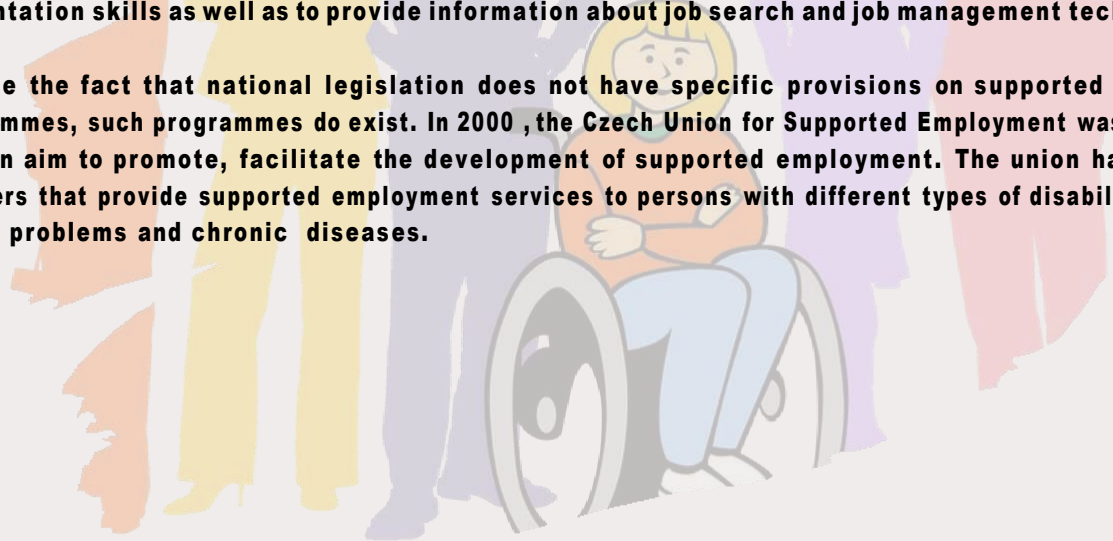 ntation skills as well as to provide information about job search and job management tec
e the fact that national legislation does not have specific provisions on supported
mmes, such programmes do exist. In 2000 ,the Czech Union for Supported Employment was
n aim to promote, facilitate the development of supported employment. The union ha
ers that provide supported employment services to persons with different types of disabil
problems and chronic diseases.